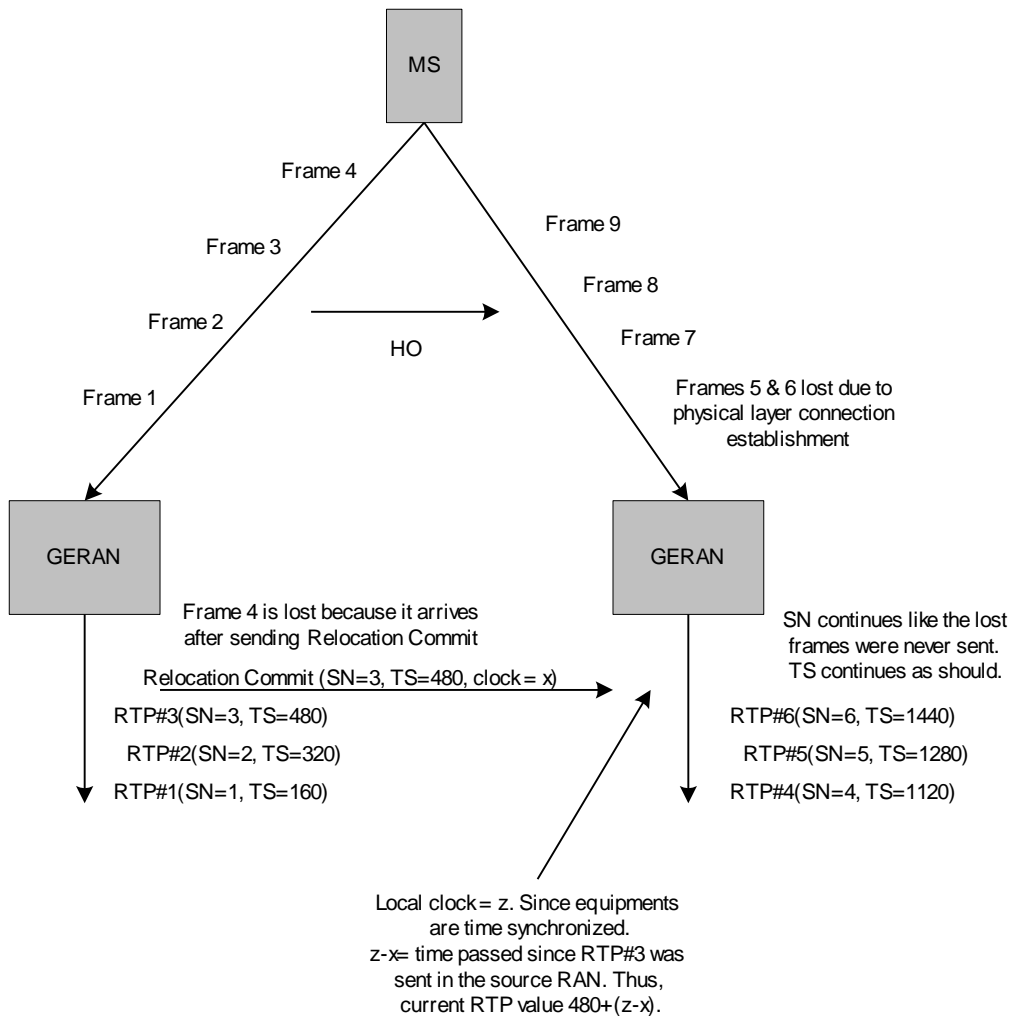 MS
Frame 4
Frame 3
Frame 2
Frame 1
HO
Frame 9
Frame 8
Frame 7
Frames 5 & 6 lost due to
physical layer connection
establishment
GERAN
GERAN
Frame 4 is lost because it arrives
after sending Relocation Commit
Relocation Commit (SN=3, TS=480, clock = x)
RTP#3(SN=3, TS=480)
RTP#2(SN=2, TS=320)
RTP#1(SN=1, TS=160)
SN continues like the lost
frames were never sent.
TS continues as should.
RTP#6(SN=6, TS=1440)
RTP#5(SN=5, TS=1280)
RTP#4(SN=4, TS=1120)
Local clock = z. Since equipments
are time synchronized.
z-x= time passed since RTP#3 was
sent in the source RAN. Thus,
current RTP value 480+(z-x).